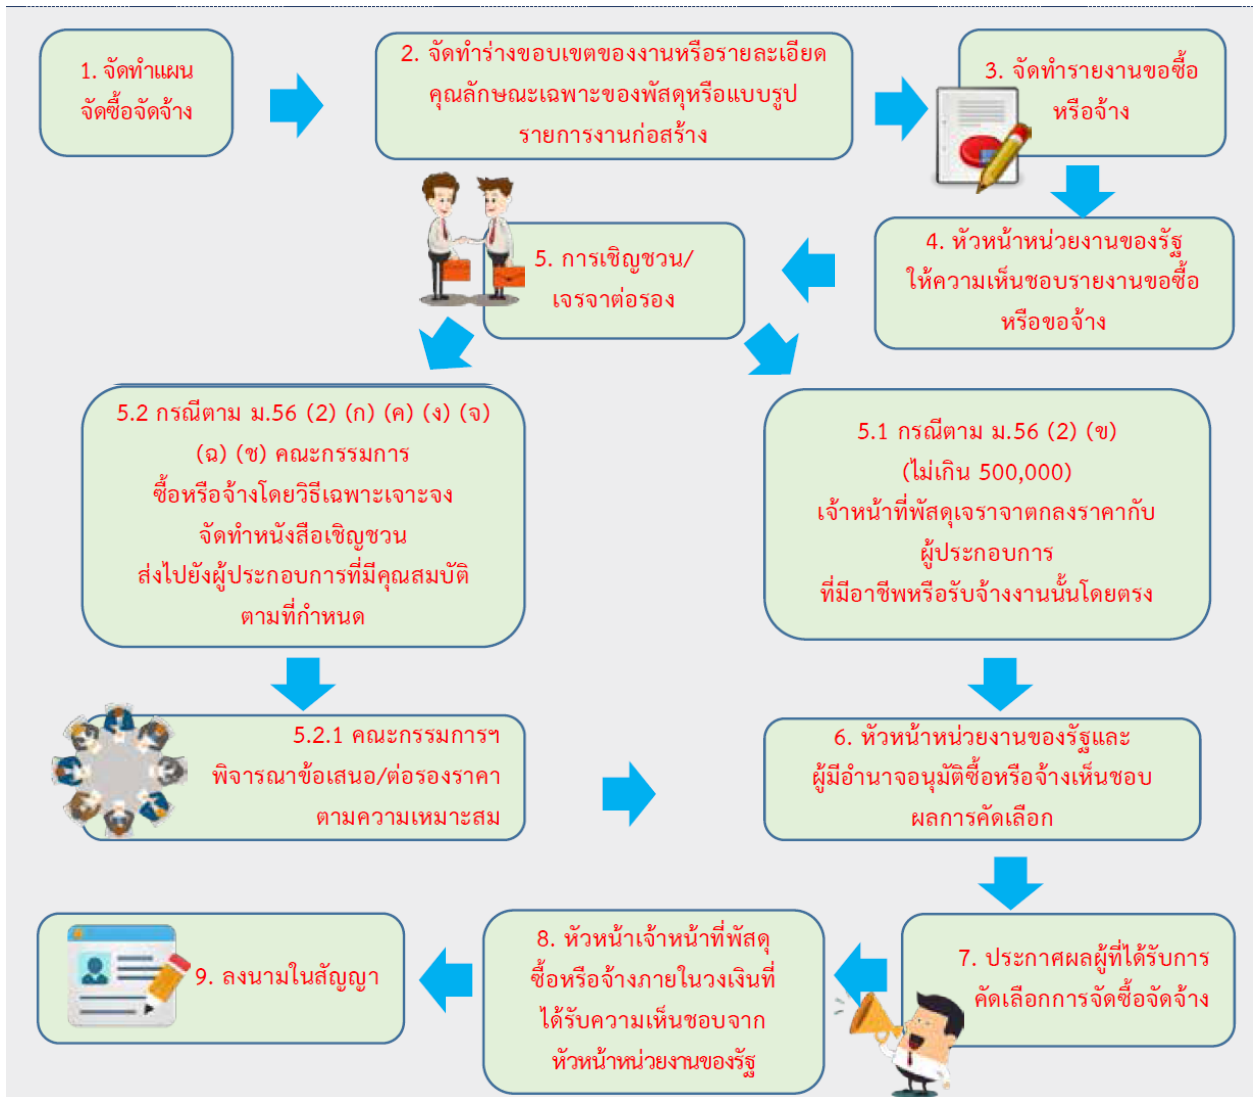 1. จัดทำแผน
จัดซื้อจัดจ้าง
2. จัดทำร่างขอบเขตของงานหรือรายละเอียด
คุณลักษณะเฉพาะของพัสดุหรือแบบรูป
รายการงานก่อสร้าง
3. จัดทำรายงานขอซื้อ
หรือจ้าง
4. หัวหน้าหน่วยงานของรัฐ
ให้ความเห็นชอบรายงานขอซื้อ
หรือขอจ้าง
5. การเชิญชวน/
เจรจาต่อรอง
5.2 กรณีตาม ม.56 (2) (ก) (ค) (ง) (จ)
(ฉ) (ช) คณะกรรมการ
ซื้อหรือจ้างโดยวิธีเฉพาะเจาะจง
จัดทำหนังสือเชิญชวน
ส่งไปยังผู้ประกอบการที่มีคุณสมบัติ
ตามที่กำหนด
5.1 กรณีตาม ม.56 (2) (ข)
(ไม่เกิน 500,000)
เจ้าหน้าที่พัสดุเจราจาตกลงราคากับ
ผู้ประกอบการ
ที่มีอาชีพหรือรับจ้างงานนั้นโดยตรง
5.2.1 คณะกรรมการฯ
พิจารณาข้อเสนอ/ต่อรองราคา
ตามความเหมาะสม
6. หัวหน้าหน่วยงานของรัฐและ
ผู้มีอำนาจอนุมัติซื้อหรือจ้างเห็นชอบ
ผลการคัดเลือก
7. ประกาศผลผู้ที่ได้รับการ
คัดเลือกการจัดซื้อจัดจ้าง
8. หัวหน้าเจ้าหน้าที่พัสดุ
ซื้อหรือจ้างภายในวงเงินที่
ได้รับความเห็นชอบจาก
หัวหน้าหน่วยงานของรัฐ
9. ลงนามในสัญญา